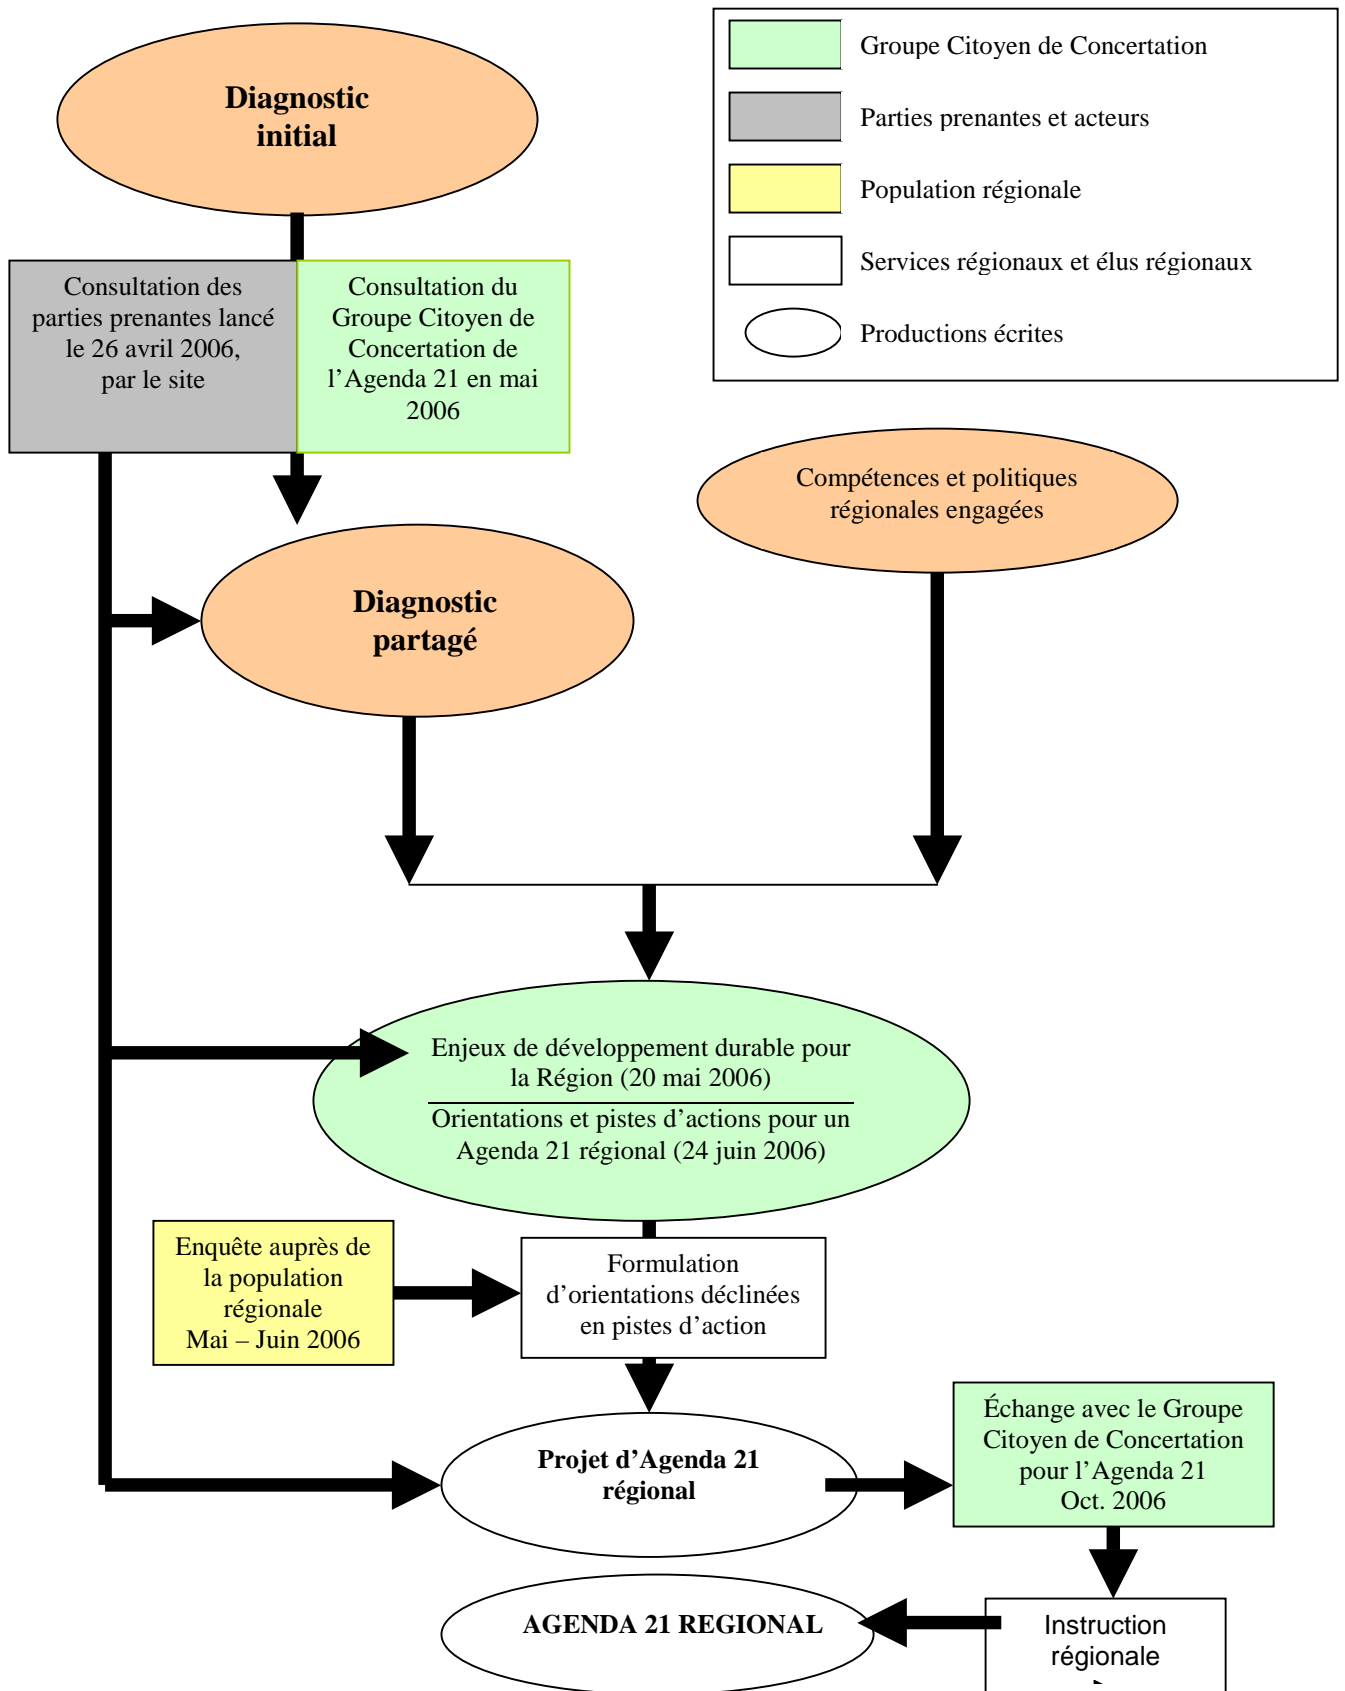 Diagnostic
initial
Groupe Citoyen de Concertation
Parties prenantes et acteurs
Population régionale
Services régionaux et élus régionaux
Productions écrites
Consultation des
parties prenantes lancé
le 26 avril 2006,
par le site
Consultation du
Groupe Citoyen de
Concertation de
l’Agenda 21 en mai
2006
Compétences et politiques
régionales engagées
Diagnostic
partagé
Enjeux de développement durable pour
la Région (20 mai 2006)
Orientations et pistes d’actions pour un
Agenda 21 régional (24 juin 2006)
Enquête auprès de
la population
régionale
Mai – Juin 2006
Formulation
d’orientations déclinées
en pistes d’action
Projet d’Agenda 21
régional
Échange avec le Groupe
Citoyen de Concertation
pour l’Agenda 21
Oct. 2006
AGENDA 21 REGIONAL
Instruction
régionale